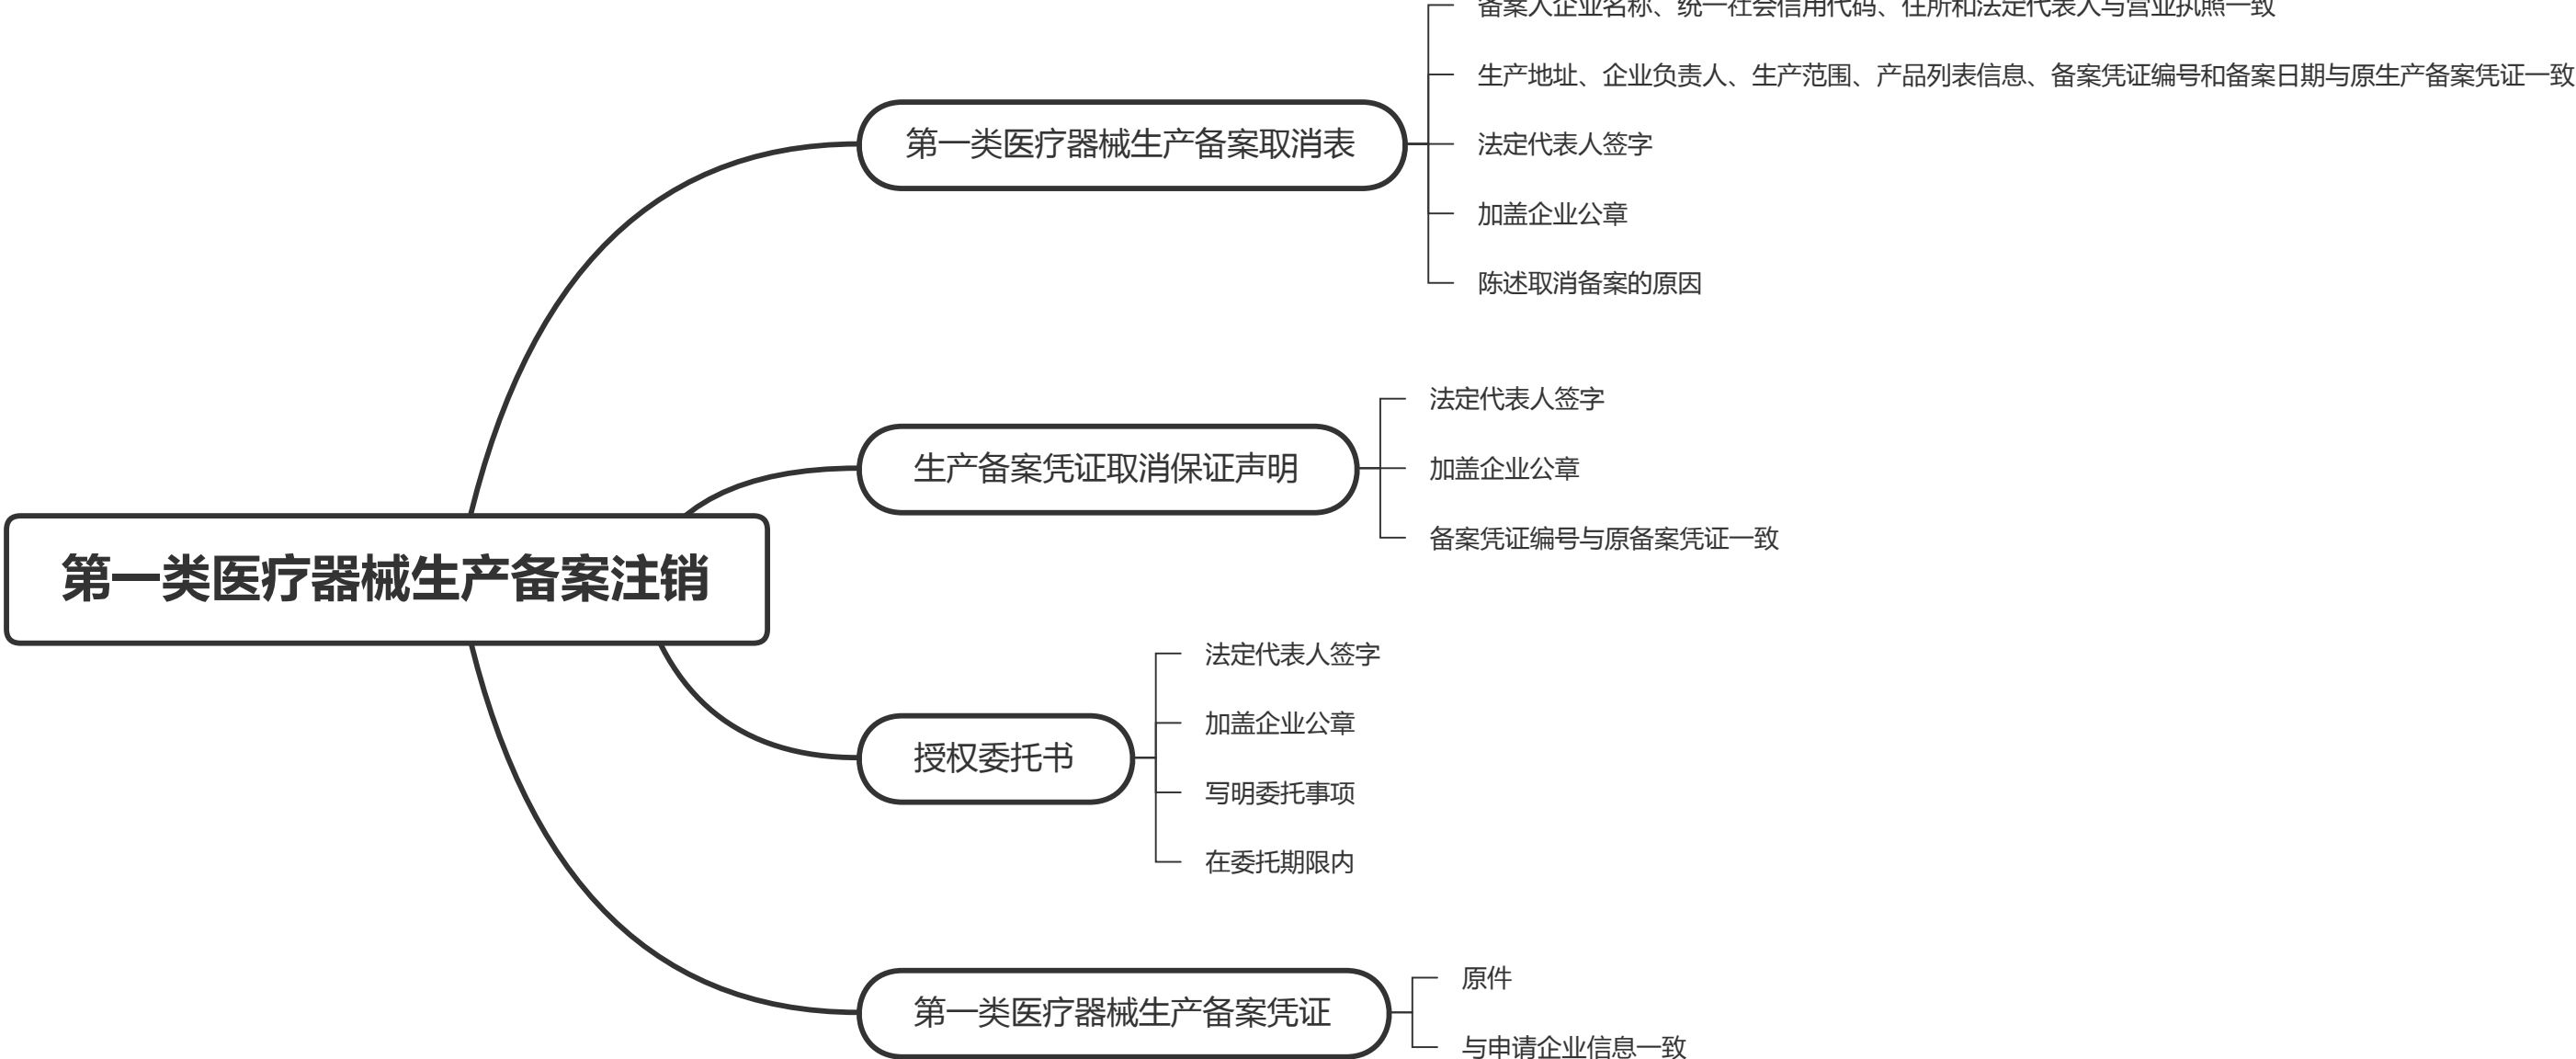 第一类医疗器械生产备案注销
第一类医疗器械生产备案取消表
备案人企业名称、统一社会信用代码、住所和法定代表人与营业执照一致
生产地址、企业负责人、生产范围、产品列表信息、备案凭证编号和备案日期与原生产备案凭证一致
法定代表人签字
加盖企业公章
陈述取消备案的原因
生产备案凭证取消保证声明
法定代表人签字
加盖企业公章
备案凭证编号与原备案凭证一致
授权委托书
法定代表人签字
加盖企业公章
写明委托事项
在委托期限内
第一类医疗器械生产备案凭证
原件
与申请企业信息一致